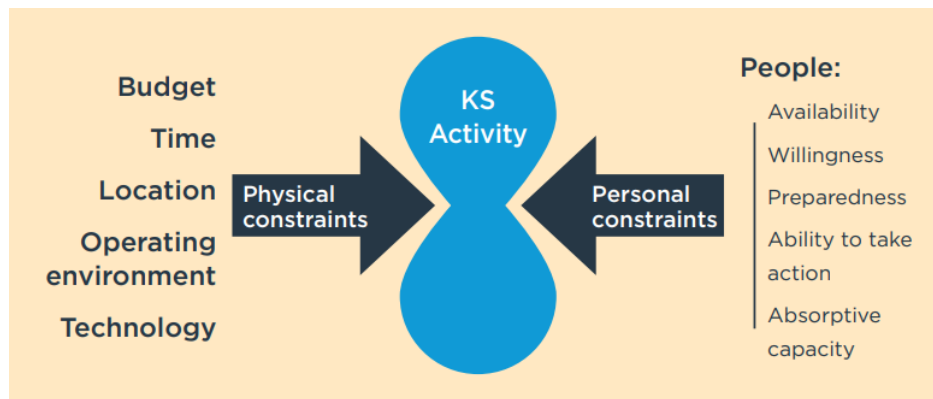 Budget
Time
Location
Operating
environment
Technology
Physical
constraints
KS
Activity
Personal
constraints
People:
Availability
Willingness
Preparedness
Ability to take
action
Absorptive
capacity